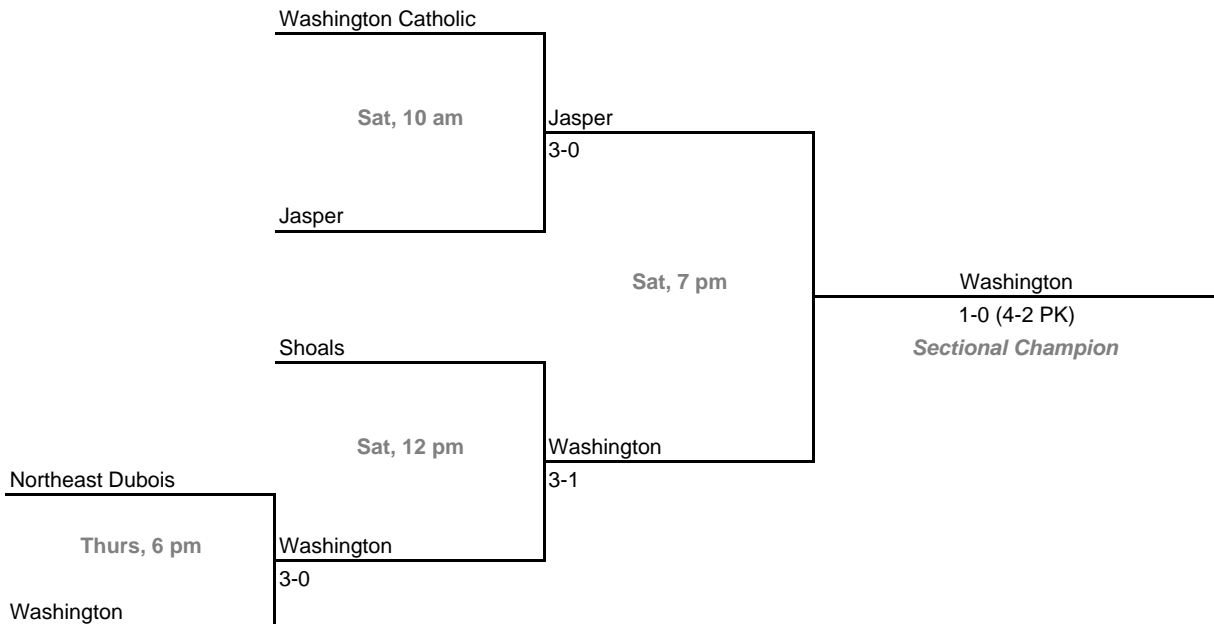 Washington Catholic
Sat, 10 am
Jasper
3-0
Jasper
Sat, 7 pm
Washington
1-0 (4-2 PK)
Sectional Champion
Shoals
Sat, 12 pm
Washington
3-1
Northeast Dubois
Thurs, 6 pm
Washington
3-0
Washington